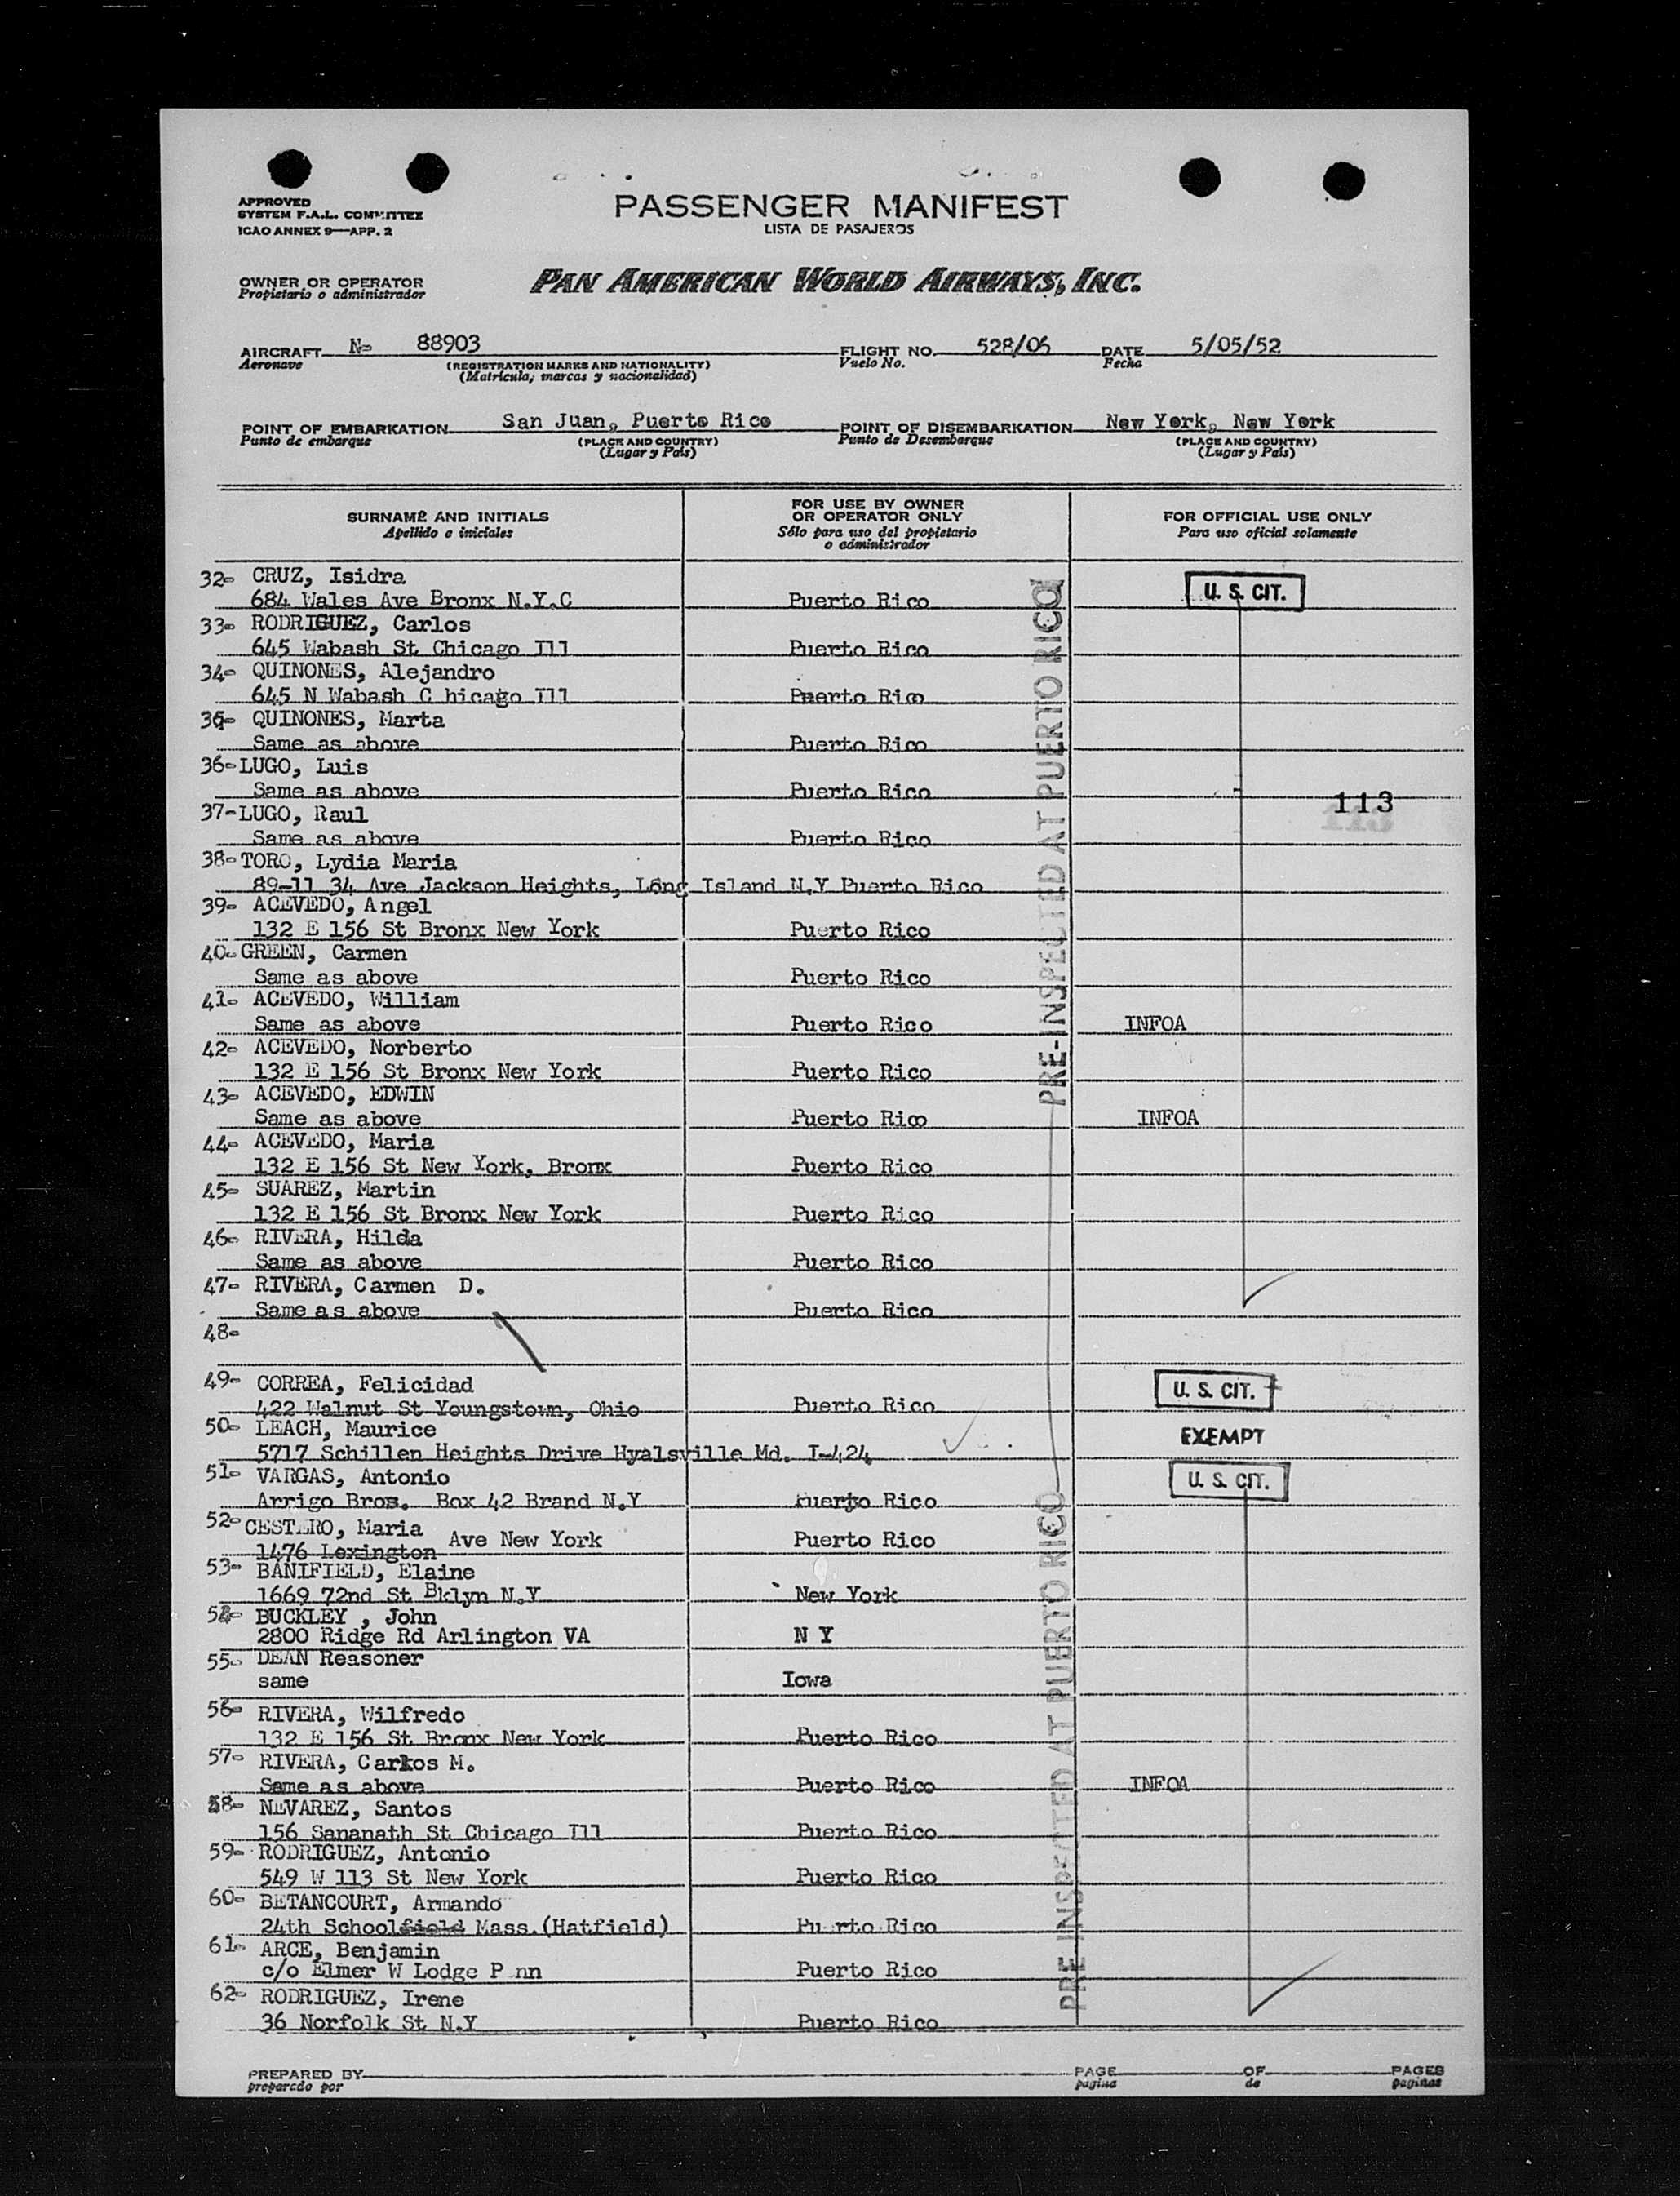 APPROVED
SYSTEM F.A.L. COMMITTEE
ICAO ANNEX 9—APP. 2
PASSENGER MANIFEST
LISTA DE PASAJEROS
OWNER OR OPERATOR
Propietario o administrador
PAN AMERICAN WORLD AIRWAYS, INC.
AIRCRAFT N- 88903 FLIGHT NO. 528/05 DATE 5/05/52
Aeronave (REGISTRATION MARKS AND NATIONALITY) Vuelo No. Fecha
(Matrícula, marcas y nacionalidad)
POINT OF EMBARKATION San Juan, Puerto Rico POINT OF DISEMBARKATION New York, New York
Punto de embarque (PLACE AND COUNTRY) Punto de Desembarque (PLACE AND COUNTRY)
(Lugar y País) (Lugar y País)
SURNAME AND INITIALS
Apellido e iniciales
FOR USE BY OWNER
OR OPERATOR ONLY
Sólo para uso del propietario
o administrador
FOR OFFICIAL USE ONLY
Para uso oficial solamente
32- CRUZ, Isidra
684 Wales Ave Bronx N.Y.C Puerto Rico U. S. CIT.
33- RODRIGUEZ, Carlos
645 Wabash St Chicago Ill Puerto Rico
34- QUINONES, Alejandro
645 N Wabash C hicago Ill Puerto Rico
35- QUINONES, Marta
Same as above Puerto Rico
36- LUGO, Luis
Same as above Puerto Rico
113
37- LUGO, Raul
Same as above Puerto Rico
38- TORO, Lydia Maria
89-11 34 Ave Jackson Heights, Long Island N.Y Puerto Rico
39- ACEVEDO, Angel
132 E 156 St Bronx New York Puerto Rico
40- GREEN, Carmen
Same as above Puerto Rico
41- ACEVEDO, William
Same as above Puerto Rico INFOA
42- ACEVEDO, Norberto
132 E 156 St Bronx New York Puerto Rico
43- ACEVEDO, EDWIN
Same as above Puerto Rico INFOA
44- ACEVEDO, Maria
132 E 156 St New York, Bronx Puerto Rico
45- SUAREZ, Martin
132 E 156 St Bronx New York Puerto Rico
46- RIVERA, Hilda
Same as above Puerto Rico
47- RIVERA, Carmen D.
Same as above Puerto Rico
48-
49- CORREA, Felicidad
422 Walnut St Youngstown, Ohio Puerto Rico U. S. CIT.
50- LEACH, Maurice
5717 Schillen Heights Drive Hyalsville Md. I-424 EXEMPT
51- VARGAS, Antonio
Arrigo Bros. Box 42 Brand N.Y Puerto Rico U. S. CIT.
52- CESTERO, Maria
1476 Lexington Ave New York Puerto Rico
53- BANIFIELD, Elaine
1669 72nd St Bklyn N.Y New York
54- BUCKLEY , John
2800 Ridge Rd Arlington VA N Y
55- DEAN Reasoner
same Iowa
56- RIVERA, Wilfredo
132 E 156 St Bronx New York Puerto Rico
57- RIVERA, Carlos M.
Same as above Puerto Rico INFOA
58- NEVAREZ, Santos
156 Sananath St Chicago Ill Puerto Rico
59- RODRIGUEZ, Antonio
549 W 113 St New York Puerto Rico
60- BETANCOURT, Armando
24th Schoolfield Mass.(Hatfield) Pu rto Rico
61- ARCE, Benjamin
c/o Elmer W Lodge P nn Puerto Rico
62- RODRIGUEZ, Irene
36 Norfolk St N.Y Puerto Rico
PRE-INSPECTED AT PUERTO RICO
PRE-INSPECTED AT PUERTO RICO
PREPARED BY PAGE OF PAGES
preparado por pagina de paginas